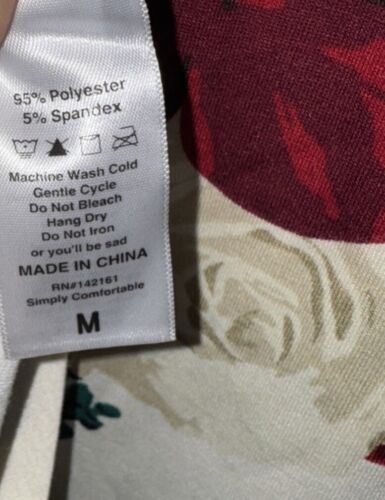 95% Polyester
5% Spandex
Machine Wash Cold
Gentle Cycle
Do Not Bleach
Hang Dry
Do Not Iron
or you'll be sad
MADE IN CHINA
RN#142161
Simply Comfortable
M